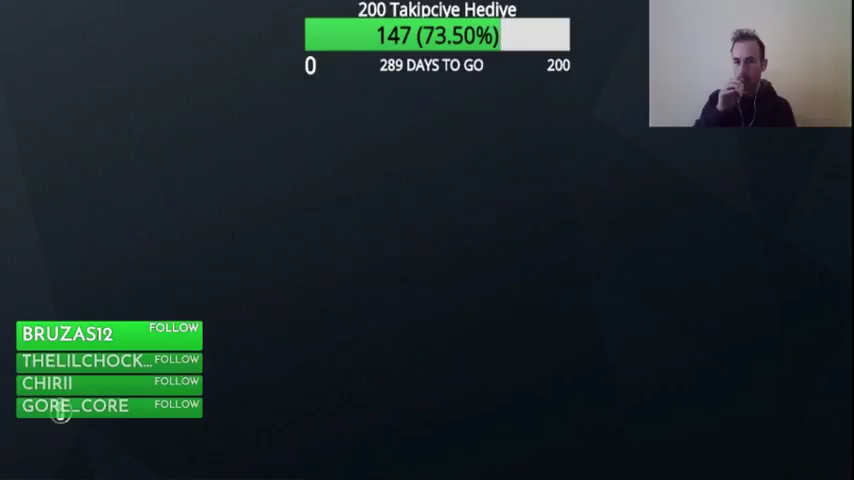 200 Takipciye Hediye
147 (73.50%)
0 289 DAYS TO GO 200
BRUZAS12 FOLLOW
THELILCHOCK... FOLLOW
CHIRII FOLLOW
GORE_CORE FOLLOW